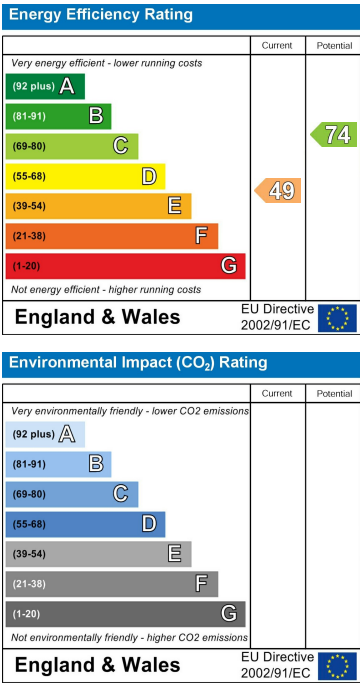 Energy Efficiency Rating
Current Potential
Very energy efficient - lower running costs
(92 plus) A
(81-91) B
(69-80) C
74
(55-68) D
49
(39-54) E
(21-38) F
(1-20) G
Not energy efficient - higher running costs
England & Wales
EU Directive
2002/91/EC
Environmental Impact (CO₂) Rating
Current Potential
Very environmentally friendly - lower CO2 emissions
(92 plus) A
(81-91) B
(69-80) C
(55-68) D
(39-54) E
(21-38) F
(1-20) G
Not environmentally friendly - higher CO2 emissions
England & Wales
EU Directive
2002/91/EC